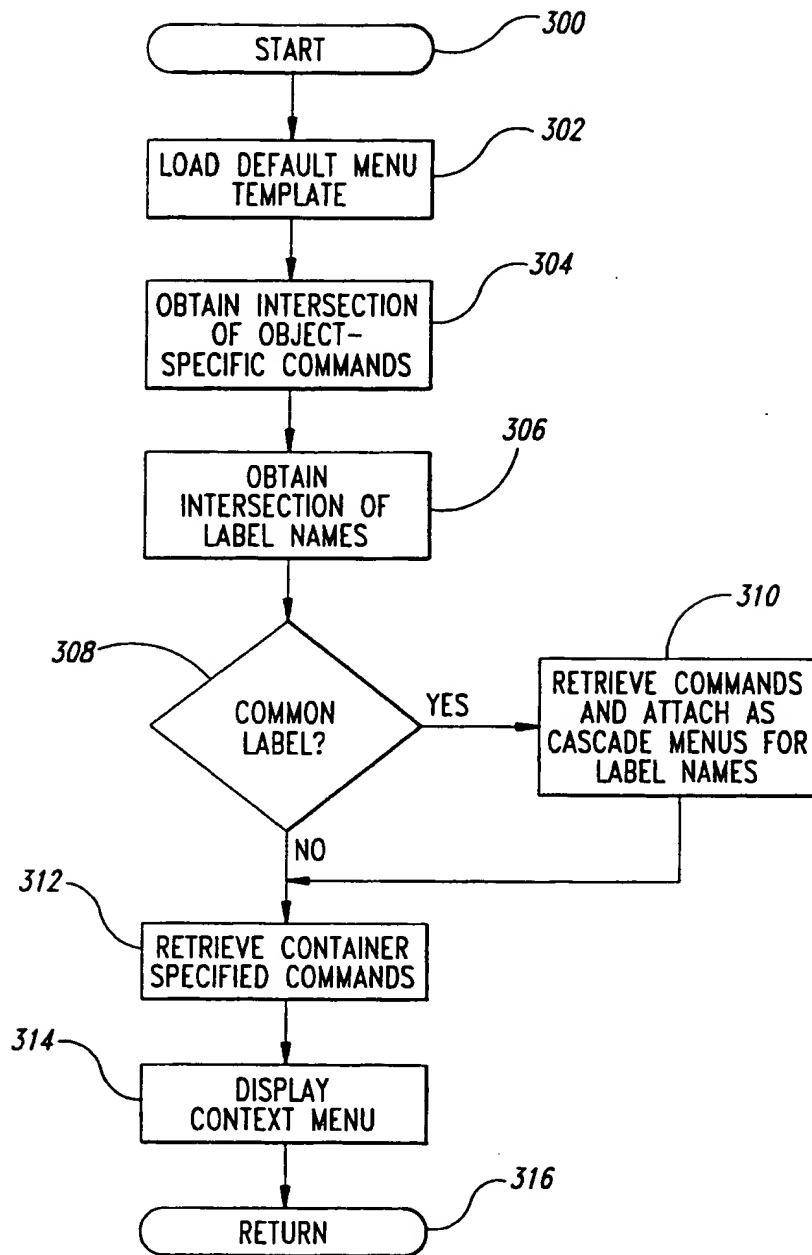 START
300
LOAD DEFAULT MENU
TEMPLATE
302
OBTAIN INTERSECTION
OF OBJECT-
SPECIFIC COMMANDS
304
OBTAIN
INTERSECTION OF
LABEL NAMES
306
308
COMMON
LABEL?
YES
310
RETRIEVE COMMANDS
AND ATTACH AS
CASCADE MENUS FOR
LABEL NAMES
NO
312
RETRIEVE CONTAINER
SPECIFIED COMMANDS
314
DISPLAY
CONTEXT MENU
RETURN
316